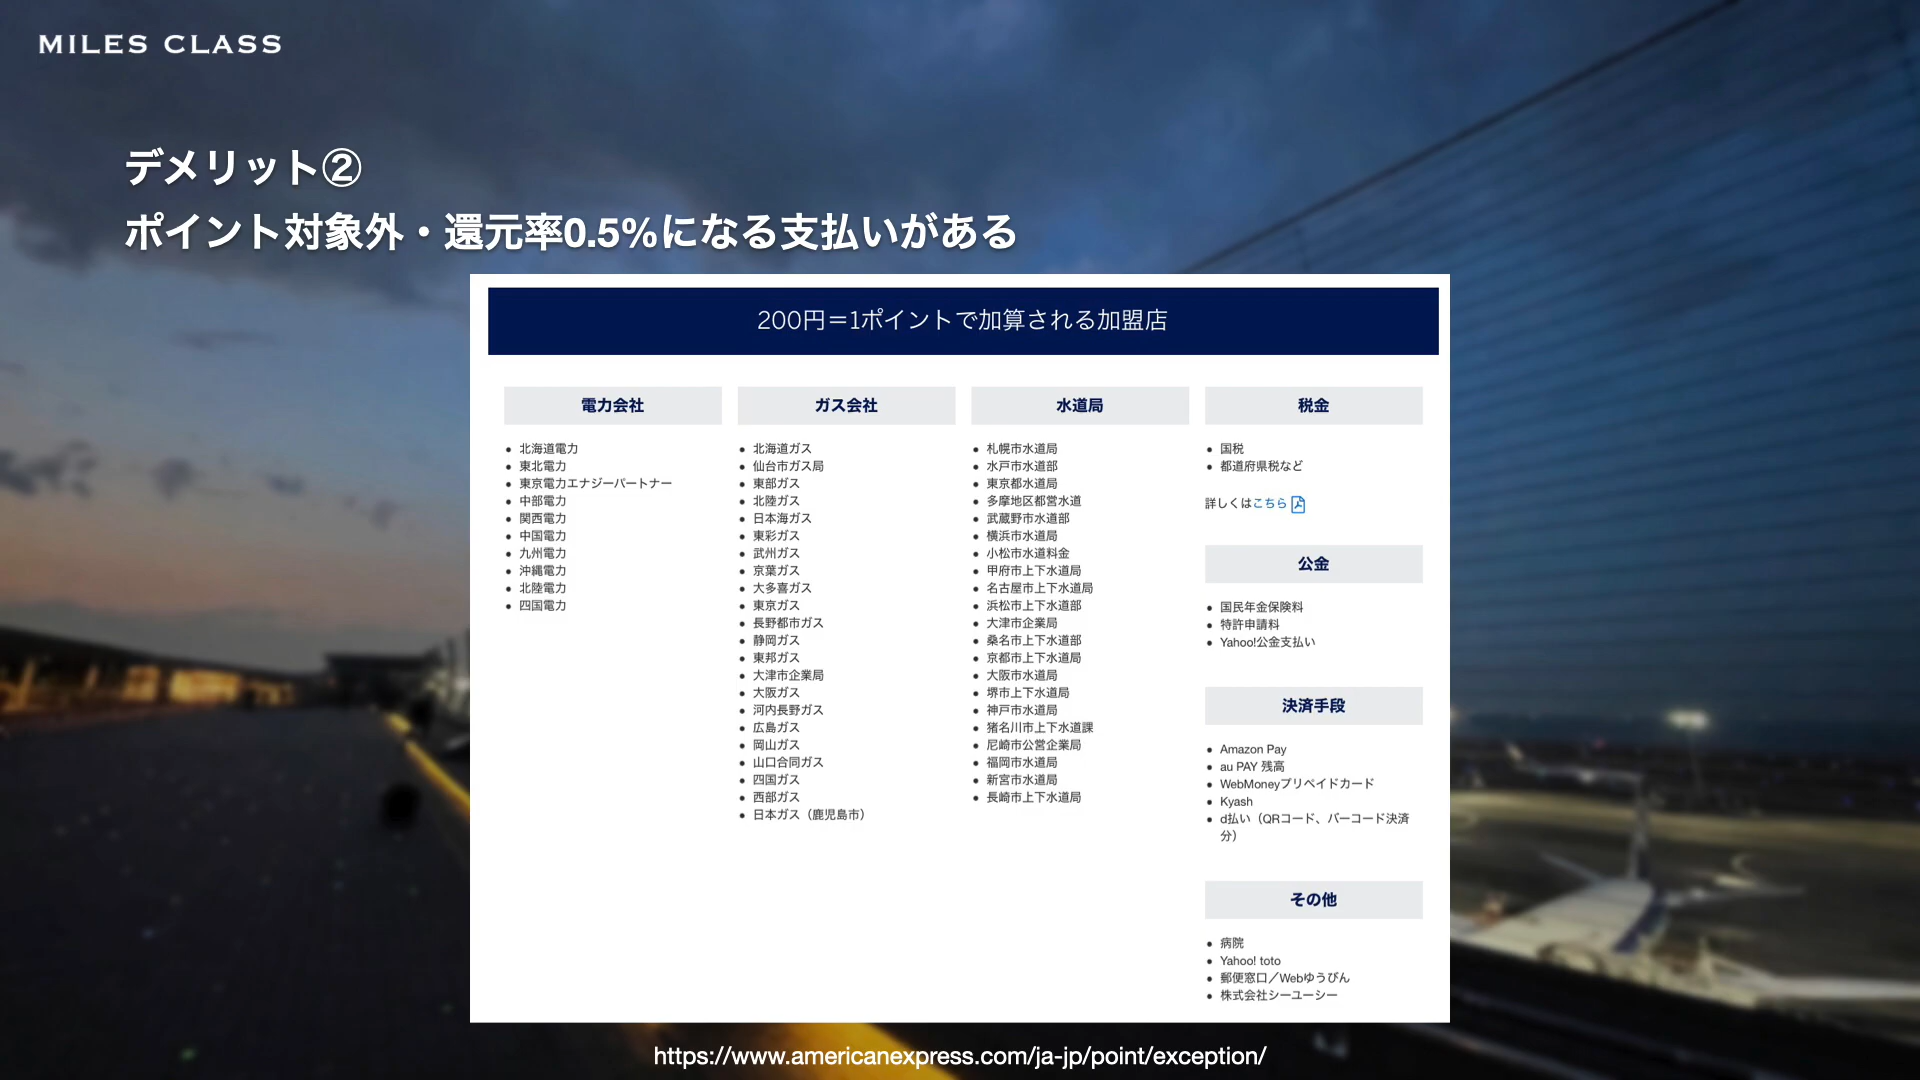 MILES CLASS
デメリット②
ポイント対象外・還元率0.5%になる支払いがある
200円＝1ポイントで加算される加盟店
電力会社
• 北海道電力
• 東北電力
• 東京電力エナジーパートナー
• 中部電力
• 関西電力
• 中国電力
• 九州電力
• 沖縄電力
• 北陸電力
• 四国電力
ガス会社
• 北海道ガス
• 仙台市ガス局
• 東部ガス
• 北陸ガス
• 日本海ガス
• 東彩ガス
• 武州ガス
• 京葉ガス
• 大多喜ガス
• 東京ガス
• 長野都市ガス
• 静岡ガス
• 東邦ガス
• 大津市企業局
• 大阪ガス
• 河内長野ガス
• 広島ガス
• 岡山ガス
• 山口合同ガス
• 四国ガス
• 西部ガス
• 日本ガス（鹿児島市）
水道局
• 札幌市水道局
• 水戸市水道部
• 東京都水道局
• 多摩地区都営水道
• 武蔵野市水道部
• 横浜市水道局
• 小松市水道料金
• 甲府市上下水道局
• 名古屋市上下水道局
• 浜松市上下水道部
• 大津市企業局
• 桑名市上下水道部
• 京都市上下水道局
• 大阪市水道局
• 堺市上下水道局
• 神戸市水道局
• 猪名川市上下水道課
• 尼崎市公営企業局
• 福岡市水道局
• 新宮市水道局
• 長崎市上下水道局
税金
• 国税
• 都道府県税など
詳しくはこちら
公金
• 国民年金保険料
• 特許申請料
• Yahoo!公金支払い
決済手段
• Amazon Pay
• au PAY 残高
• WebMoneyプリペイドカード
• Kyash
• d払い（QRコード、バーコード決済
分）
その他
• 病院
• Yahoo! toto
• 郵便窓口／Webゆうびん
• 株式会社シーユーシー
https://www.americanexpress.com/ja-jp/point/exception/